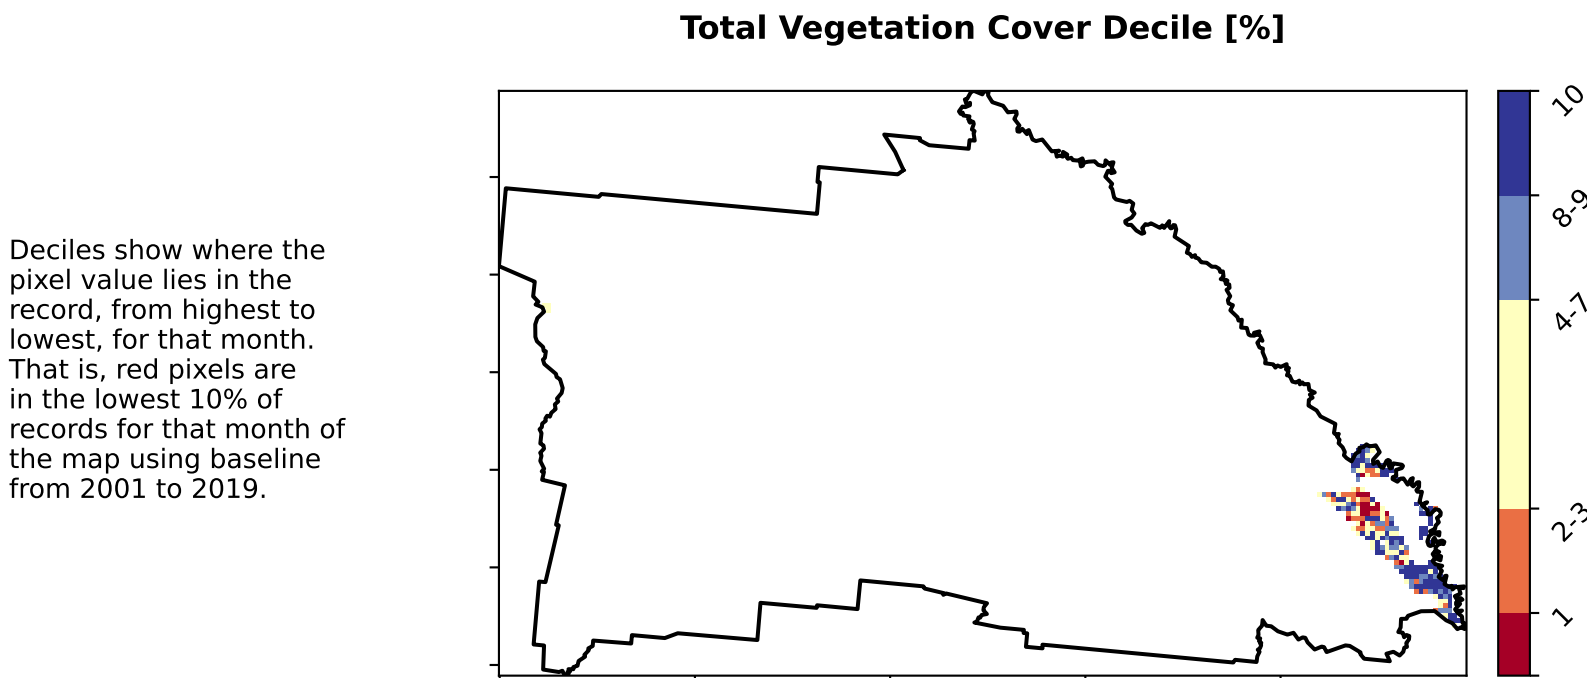 Total Vegetation Cover Decile [%]
Deciles show where the
pixel value lies in the
record, from highest to
lowest, for that month.
That is, red pixels are
in the lowest 10% of
records for that month of
the map using baseline
from 2001 to 2019.
10
8-9
4-7
2-3
1